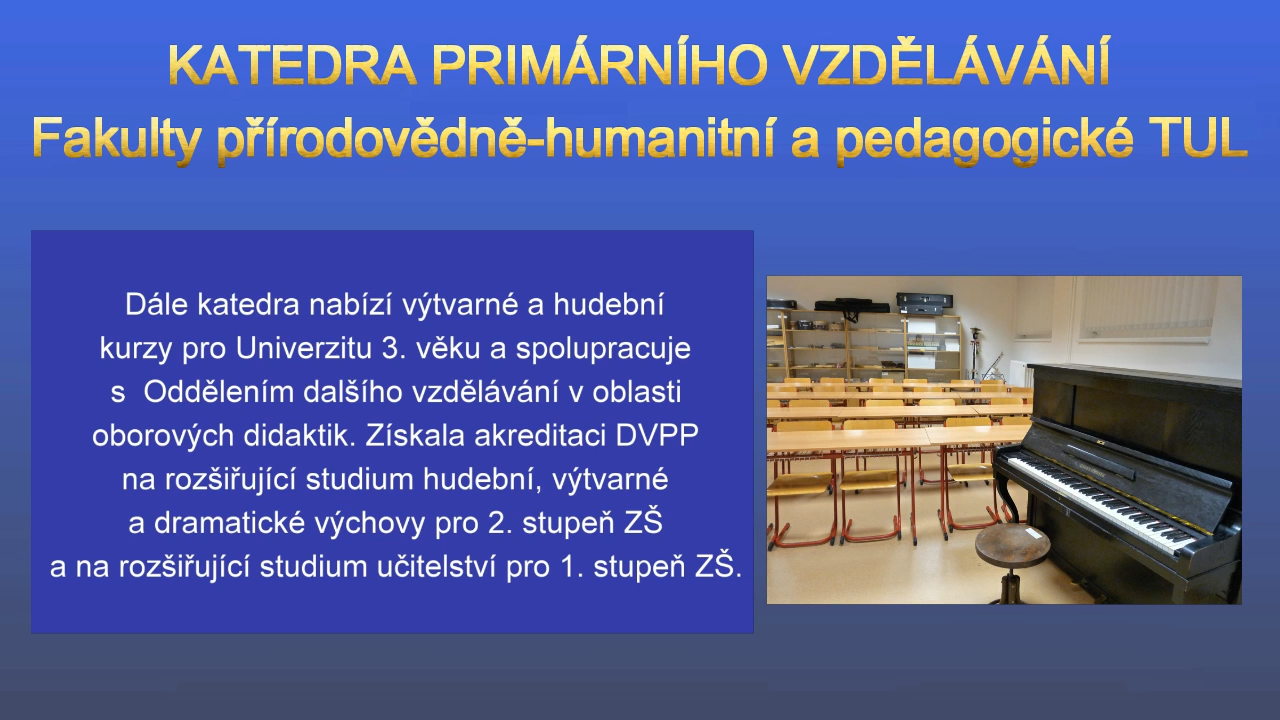 KATEDRA PRIMÁRNÍHO VZDĚLÁVÁNÍ
Fakulty přírodovědně-humanitní a pedagogické TUL
Dále katedra nabízí výtvarné a hudební
kurzy pro Univerzitu 3. věku a spolupracuje
s  Oddělením dalšího vzdělávání v oblasti
oborových didaktik. Získala akreditaci DVPP
na rozšiřující studium hudební, výtvarné
a dramatické výchovy pro 2. stupeň ZŠ
a na rozšiřující studium učitelství pro 1. stupeň ZŠ.